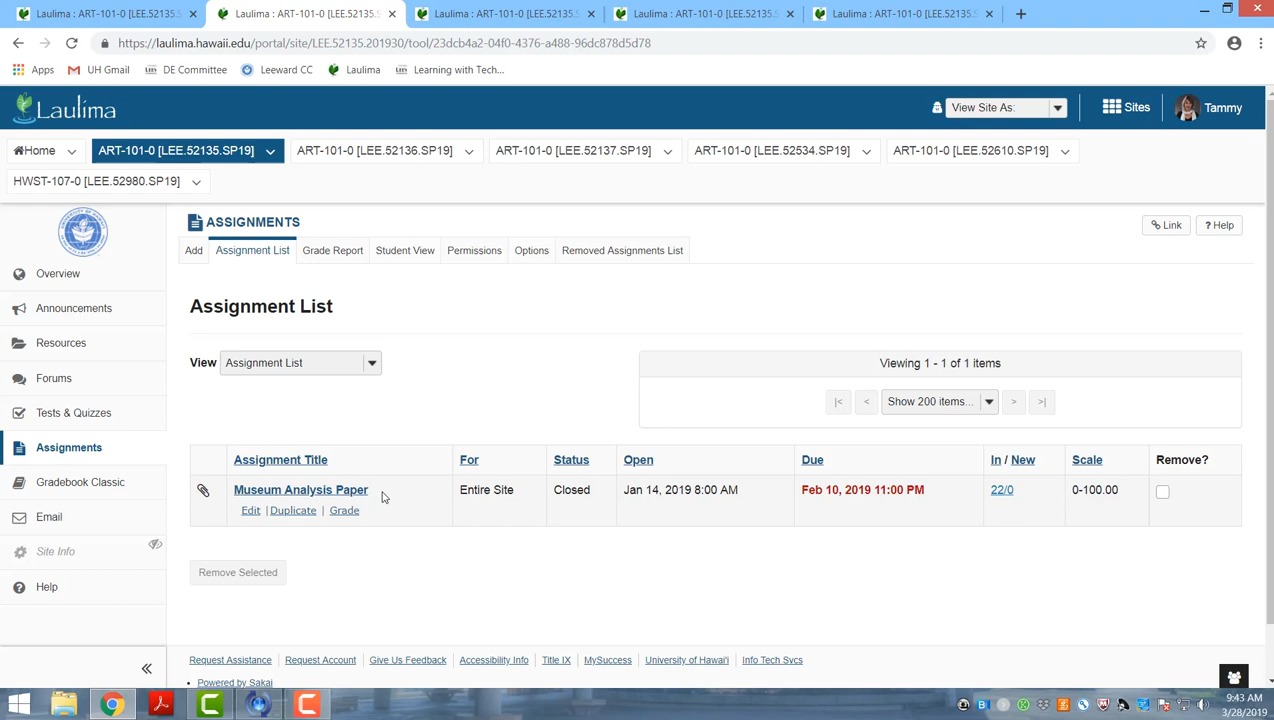 Laulima : ART-101-0 [LEE.52135.S
Laulima : ART-101-0 [LEE.52135.S
Laulima : ART-101-0 [LEE.52135.S
Laulima : ART-101-0 [LEE.52135.S
Laulima : ART-101-0 [LEE.52135.S
https://laulima.hawaii.edu/portal/site/LEE.52135.201930/tool/23dcb4a2-04f0-4376-a488-96dc878d5d78
Apps UH Gmail DE Committee Leeward CC Laulima Learning with Tech...
Laulima View Site As: Sites Tammy
Home ART-101-0 [LEE.52135.SP19] ART-101-0 [LEE.52136.SP19] ART-101-0 [LEE.52137.SP19] ART-101-0 [LEE.52534.SP19] ART-101-0 [LEE.52610.SP19]
HWST-107-0 [LEE.52980.SP19]
ASSIGNMENTS Link ? Help
Add Assignment List Grade Report Student View Permissions Options Removed Assignments List
Overview
Announcements
Resources
Forums
Tests & Quizzes
Assignments
Gradebook Classic
Email
Site Info
Help
Assignment List
View Assignment List
Viewing 1 - 1 of 1 items
|< < Show 200 items... > >|
Assignment Title For Status Open Due In / New Scale Remove?
Museum Analysis Paper Entire Site Closed Jan 14, 2019 8:00 AM Feb 10, 2019 11:00 PM 22/0 0-100.00
Edit | Duplicate | Grade
Remove Selected
Request Assistance Request Account Give Us Feedback Accessibility Info Title IX MySuccess University of Hawai'i Info Tech Svcs
Powered by Sakai
9:43 AM
3/28/2019